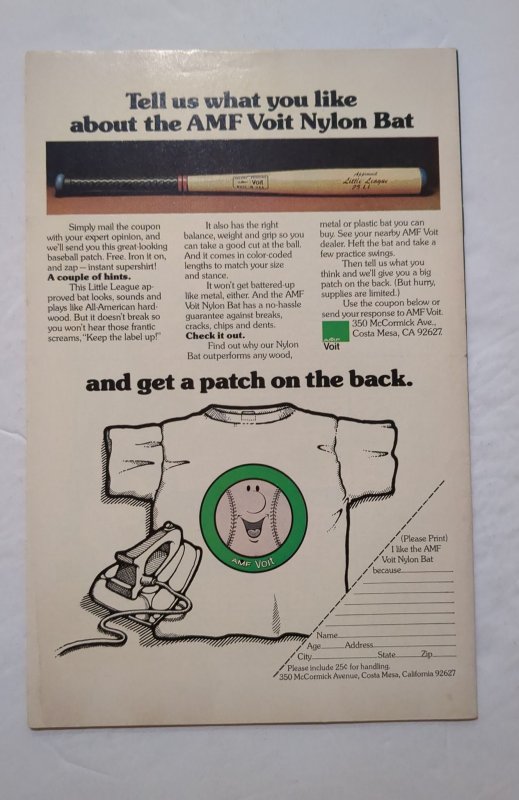 Tell us what you like
about the AMF Voit Nylon Bat
Voit
Approved
Little League
Simply mail the coupon
with your expert opinion, and
we'll send you this great-looking
baseball patch. Free. Iron it on,
and zap—instant supershirt!
A couple of hints.
This Little League ap-
proved bat looks, sounds and
plays like All-American hard-
wood. But it doesn't break so
you won't hear those frantic
screams, "Keep the label up!"
It also has the right
balance, weight and grip so you
can take a good cut at the ball.
And it comes in color-coded
lengths to match your size
and stance.
It won't get battered-up
like metal, either. And the AMF
Voit Nylon Bat has a no-hassle
guarantee against breaks,
cracks, chips and dents.
Check it out.
Find out why our Nylon
Bat outperforms any wood,
metal or plastic bat you can
buy. See your nearby AMF Voit
dealer. Heft the bat and take a
few practice swings.
Then tell us what you
think and we'll give you a big
patch on the back. (But hurry,
supplies are limited.)
Use the coupon below or
send your response to AMF Voit.
350 McCormick Ave.,
Costa Mesa, CA 92627.
AMF
Voit
and get a patch on the back.
AMF Voit
(Please Print)
I like the AMF
Voit Nylon Bat
because
Name
Age Address
City State Zip
Please include 25¢ for handling.
350 McCormick Avenue, Costa Mesa, California 92627